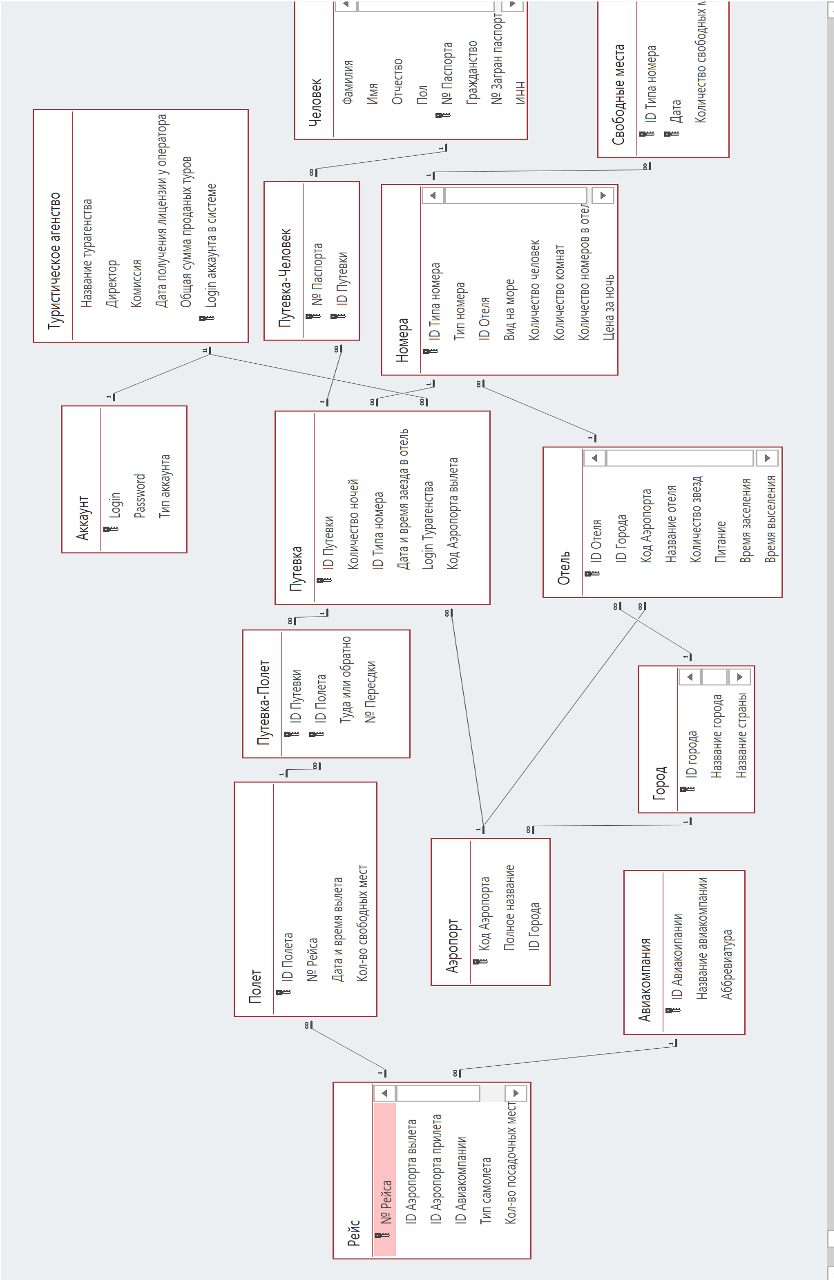 Туристическое агенство
Название турагенства
Директор
Комиссия
Дата получения лицензии у оператора
Общая сумма проданых туров
Login аккаунта в системе
Аккаунт
Login
Password
Тип аккаунта
Человек
Фамилия
Имя
Отчество
Пол
№ Паспорта
Гражданство
№ Загран паспорт
ИНН
Свободные места
ID Типа номера
Дата
Количество свободных м
Путевка-Человек
№ Паспорта
ID Путевки
Номера
ID Типа номера
Тип номера
ID Отеля
Вид на море
Количество человек
Количество комнат
Количество номеров в отел
Цена за ночь
Путевка
ID Путевки
Количество ночей
ID Типа номера
Дата и время заезда в отель
Login Турагенства
Код Аэропорта вылета
Отель
ID Отеля
ID Города
Код Аэропорта
Название отеля
Количество звезд
Питание
Время заселения
Время выселения
Путевка-Полет
ID Путевки
ID Полета
Туда или обратно
№ Пересдки
Город
ID города
Название города
Название страны
Полет
ID Полета
№ Рейса
Дата и время вылета
Кол-во свободных мест
Аэропорт
Код Аэропорта
Полное название
ID Города
Авиакомпания
ID Авиакоипании
Название авиакомпании
Аббревиатура
Рейс
№ Рейса
ID Аэропорта вылета
ID Аэропорта прилета
ID Авиакомпании
Тип самолета
Кол-во посадочных мест